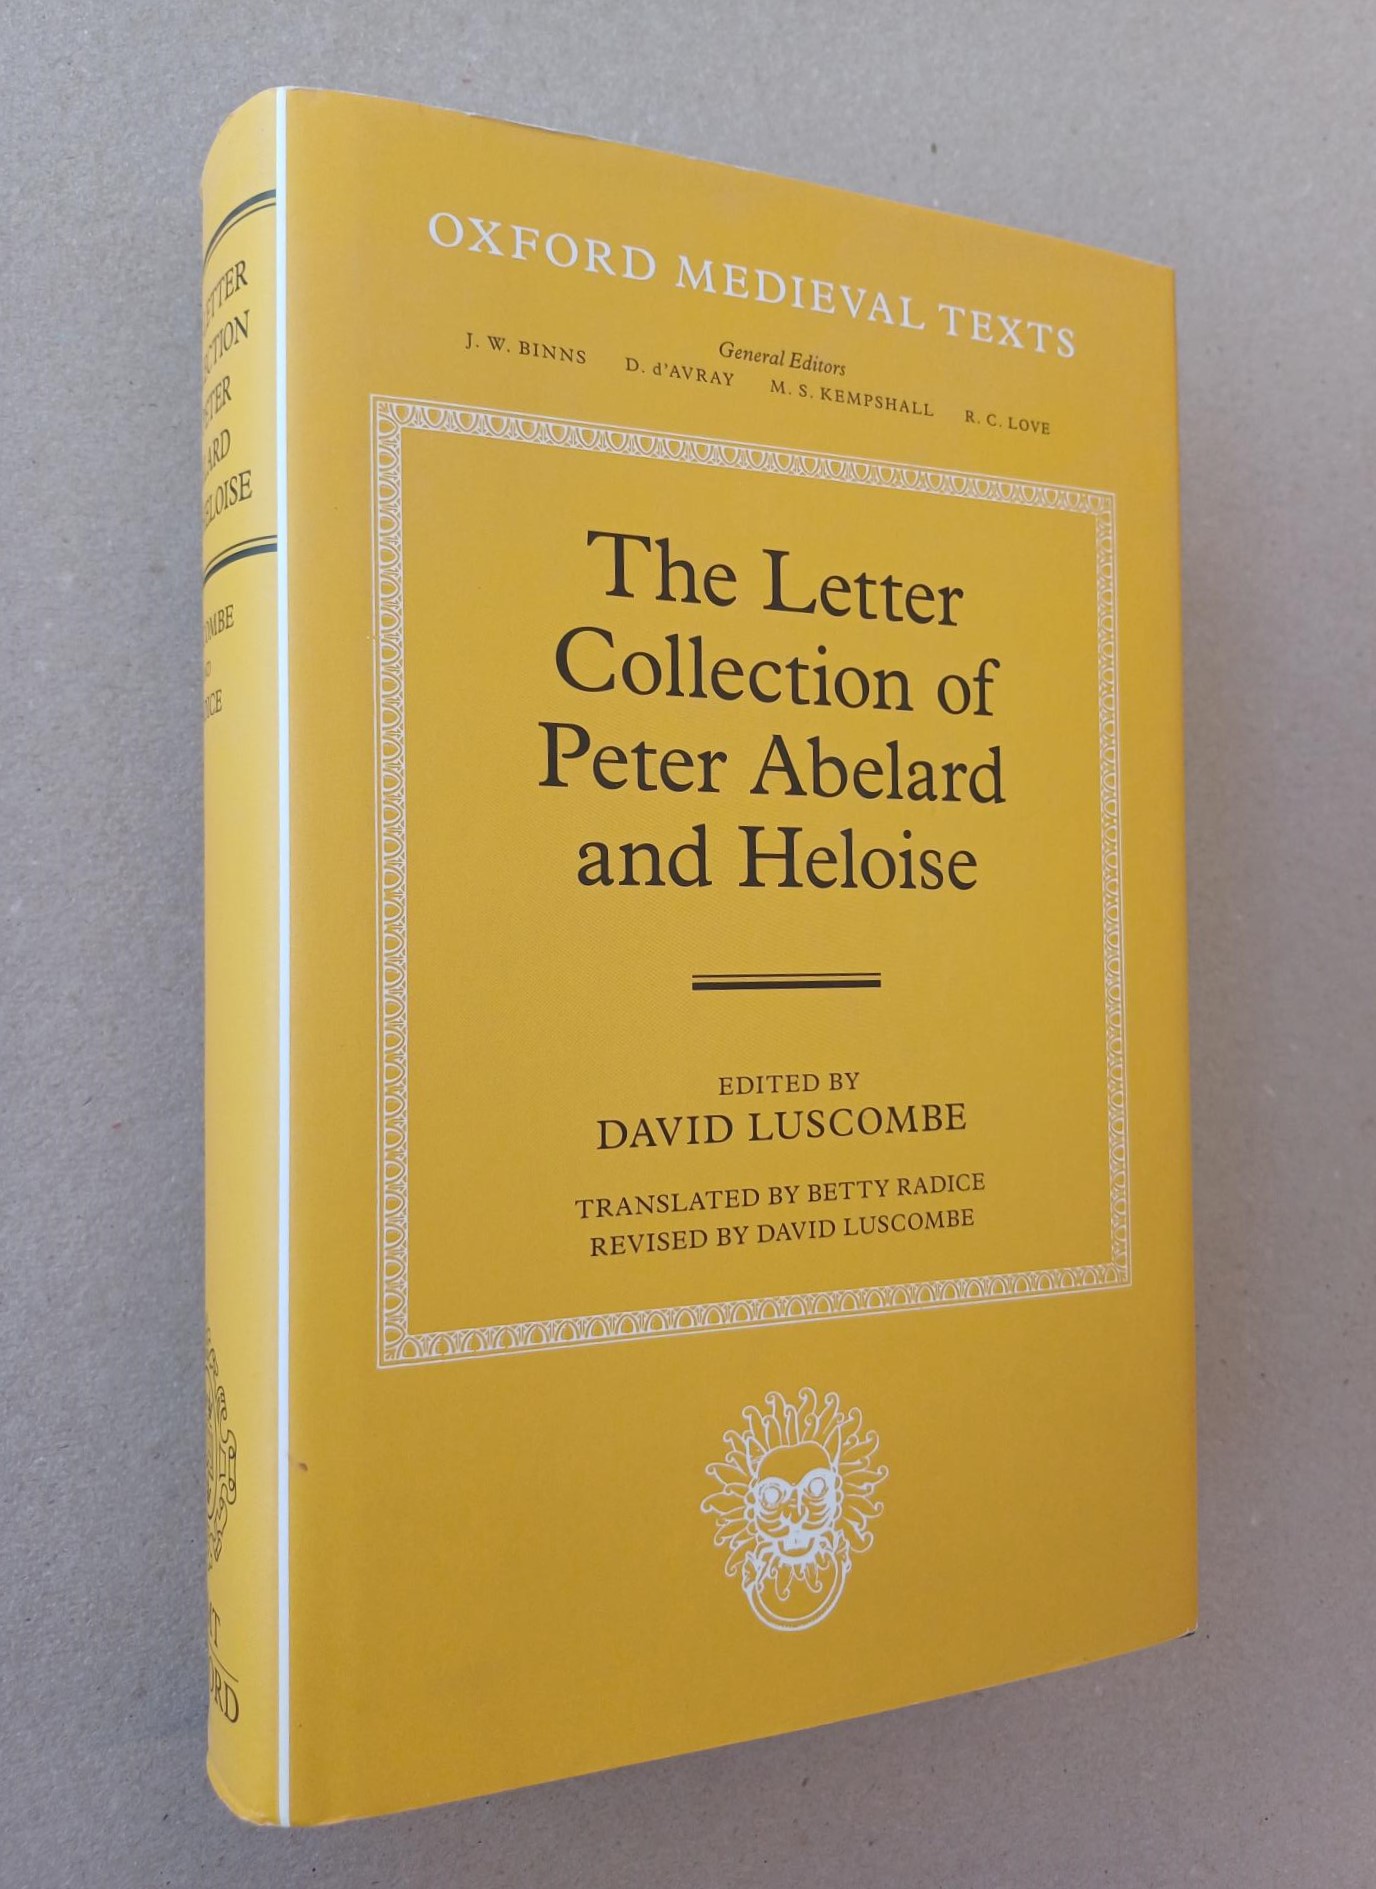 OXFORD MEDIEVAL TEXTS
General Editors
J. W. BINNS D. d'AVRAY M. S. KEMPSHALL R. C. LOVE
The Letter
Collection of
Peter Abelard
and Heloise
EDITED BY
DAVID LUSCOMBE
TRANSLATED BY BETTY RADICE
REVISED BY DAVID LUSCOMBE